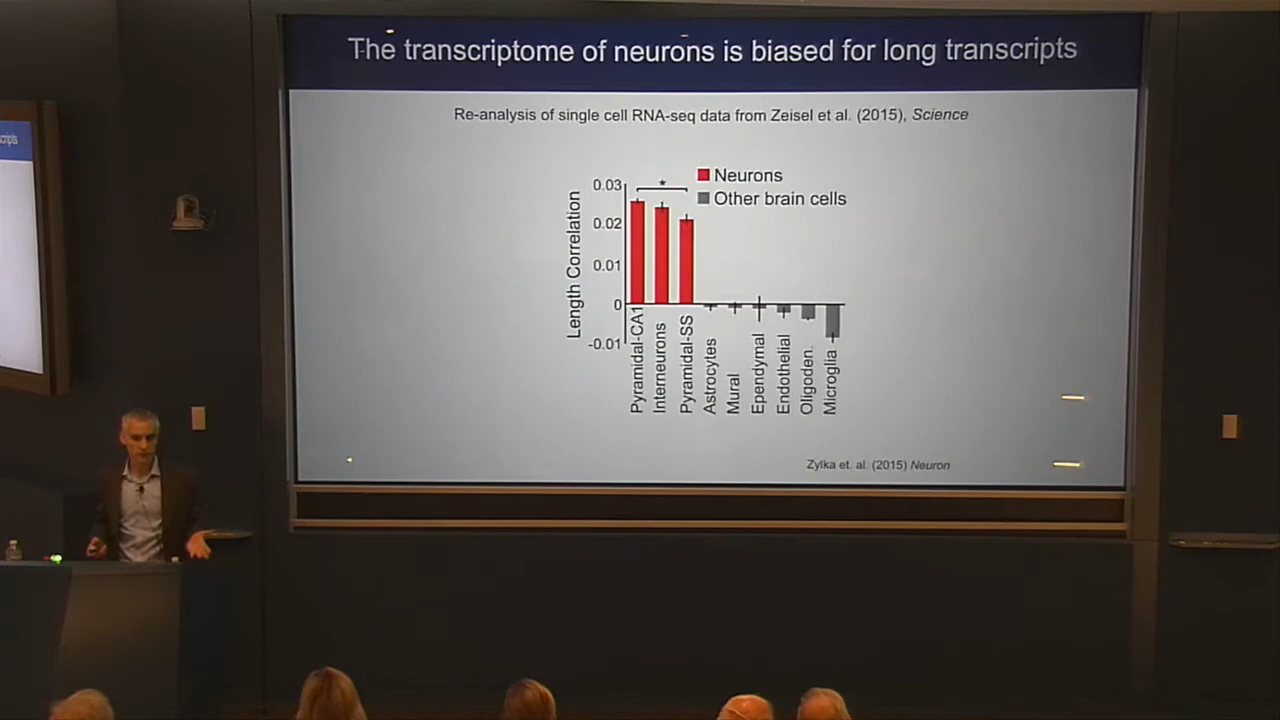 The transcriptome of neurons is biased for long transcripts
Re-analysis of single cell RNA-seq data from Zeisel et al. (2015), Science
Neurons
Other brain cells
*
Length Correlation
0.03
0.02
0.01
0
-0.01
Pyramidal-CA1
Interneurons
Pyramidal-SS
Astrocytes
Mural
Ependymal
Endothelial
Oligoden.
Microglia
Zylka et. al. (2015) Neuron
cripts